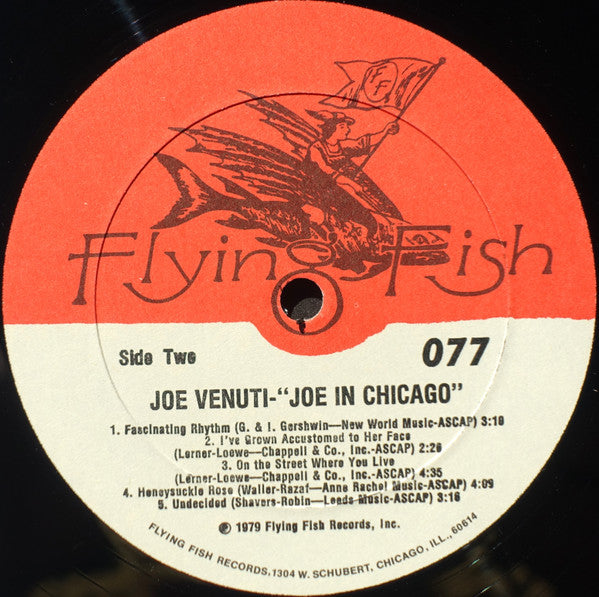 FF
Flying Fish
Side Two
077
JOE VENUTI-"JOE IN CHICAGO"
1. Fascinating Rhythm (G. & I. Gershwin—New World Music-ASCAP) 3:10
2. I've Grown Accustomed to Her Face
(Lerner-Loewe—Chappell & Co., Inc.-ASCAP) 2:26
3. On the Street Where You Live
(Lerner-Loewe—Chappell & Co., Inc.-ASCAP) 4:35
4. Honeysuckle Rose (Waller-Razaf—Anne Rachel Music-ASCAP) 4:09
5. Undecided (Shavers-Robin—Leeds Music-ASCAP) 3:16
℗ 1979 Flying Fish Records, Inc.
FLYING FISH RECORDS, 1304 W. SCHUBERT, CHICAGO, ILL., 60614